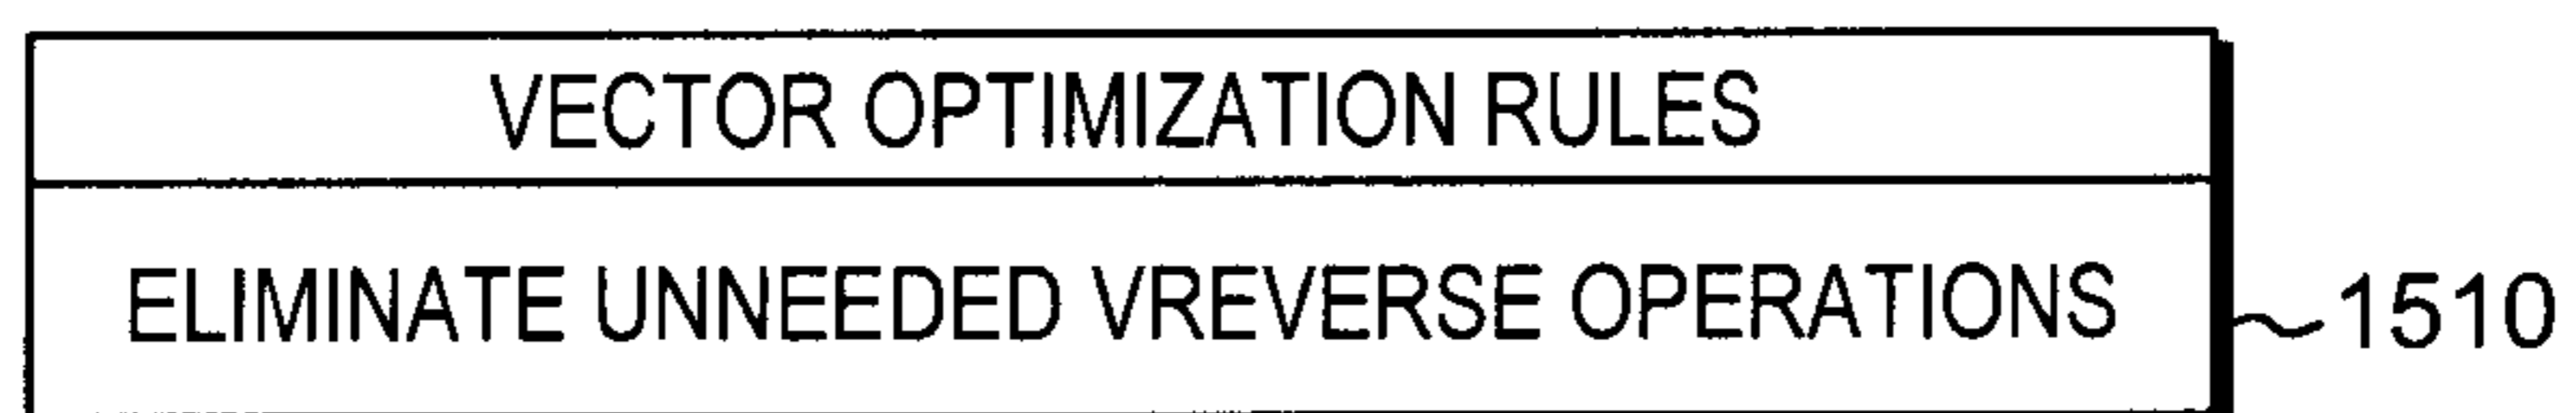 VECTOR OPTIMIZATION RULES
ELIMINATE UNNEEDED VREVERSE OPERATIONS
1510